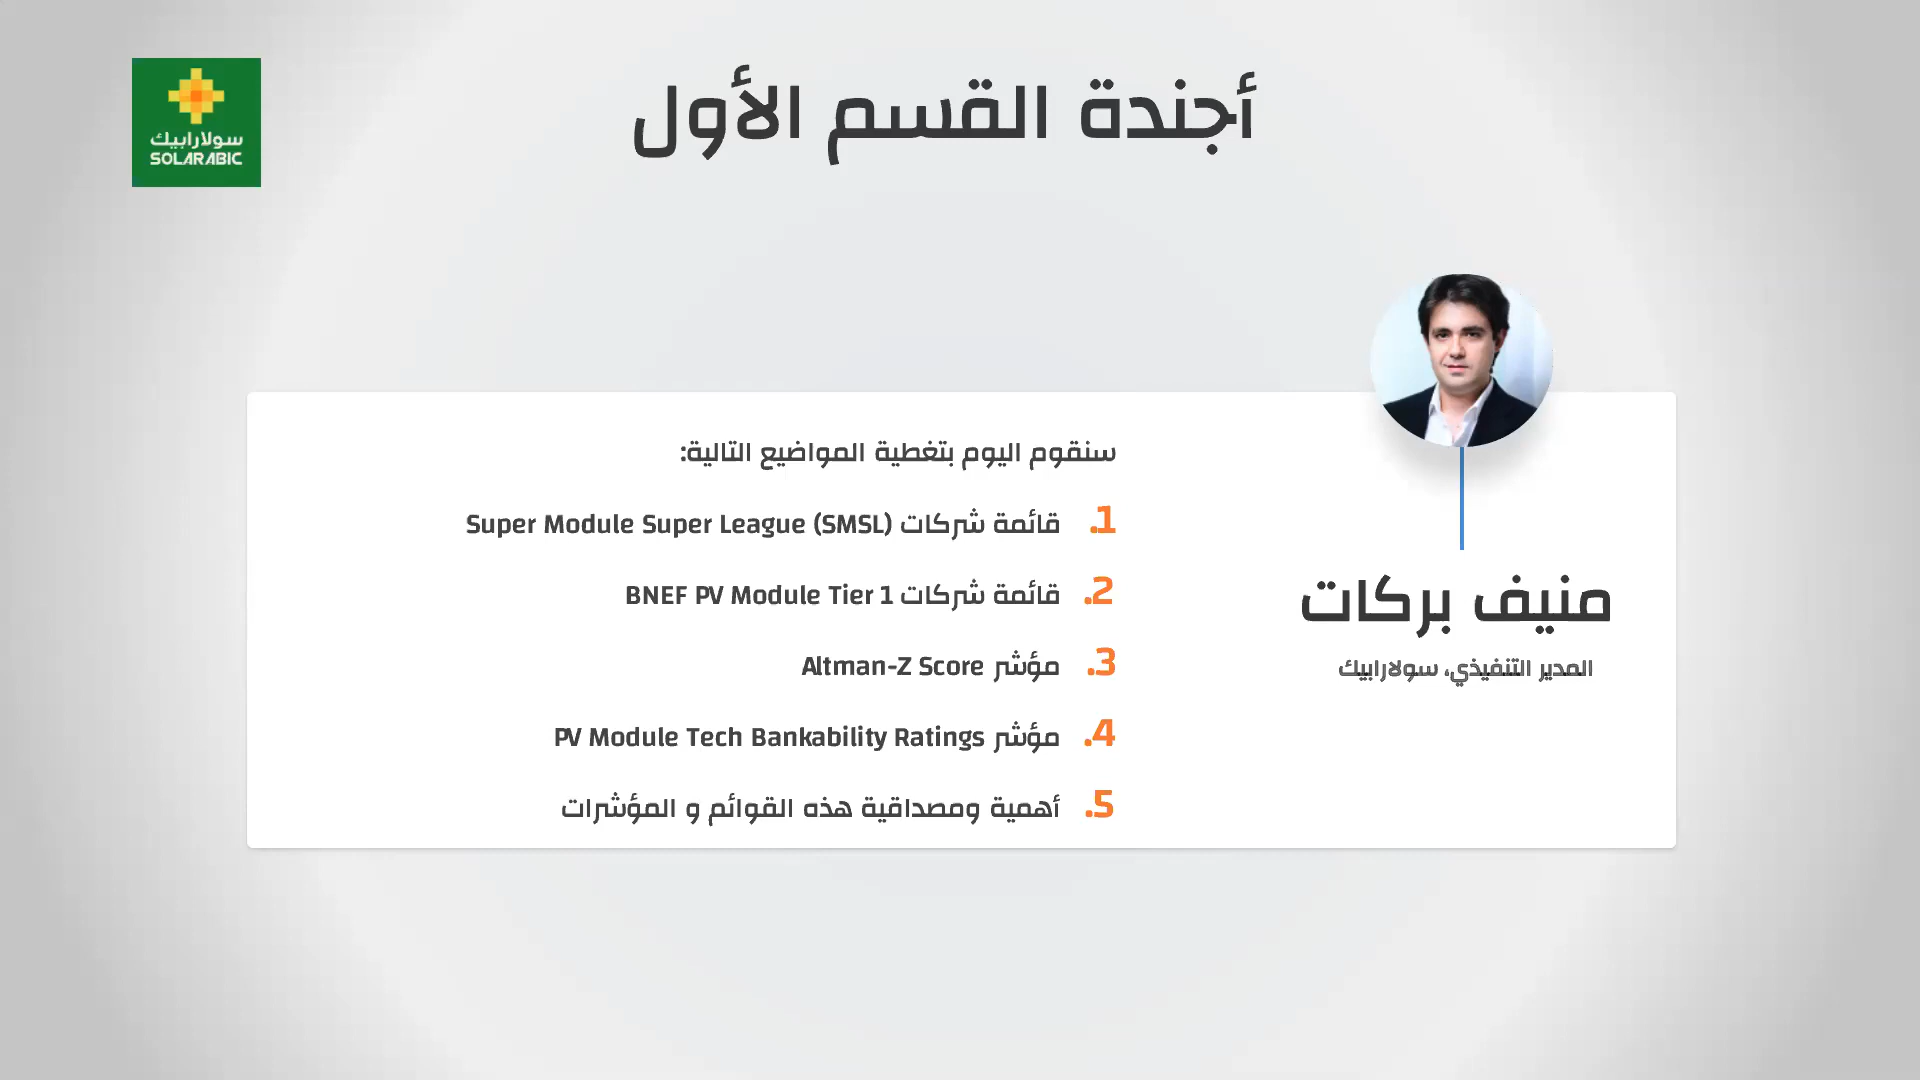 سولارابيك
SOLARABIC
أجندة القسم الأول
منيف بركات
المدير التنفيذي، سولارابيك
سنقوم اليوم بتغطية المواضيع التالية:
1. قائمة شركات Super Module Super League (SMSL)
2. قائمة شركات BNEF PV Module Tier 1
3. مؤشر Altman-Z Score
4. مؤشر PV Module Tech Bankability Ratings
5. أهمية ومصداقية هذه القوائم و المؤشرات